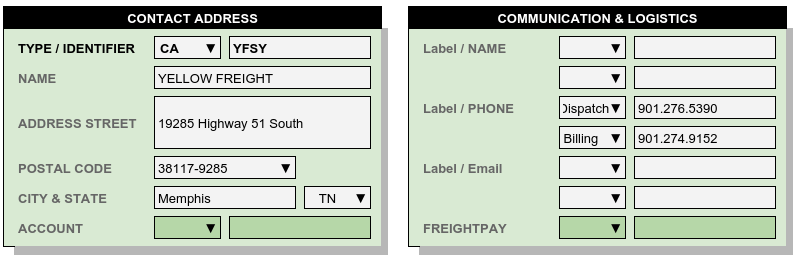 CONTACT ADDRESS
TYPE / IDENTIFIER CA YFSY
NAME YELLOW FREIGHT
ADDRESS STREET 19285 Highway 51 South
POSTAL CODE 38117-9285
CITY & STATE Memphis TN
ACCOUNT
COMMUNICATION & LOGISTICS
Label / NAME
Label / PHONE Dispatch 901.276.5390
Billing 901.274.9152
Label / Email
FREIGHTPAY